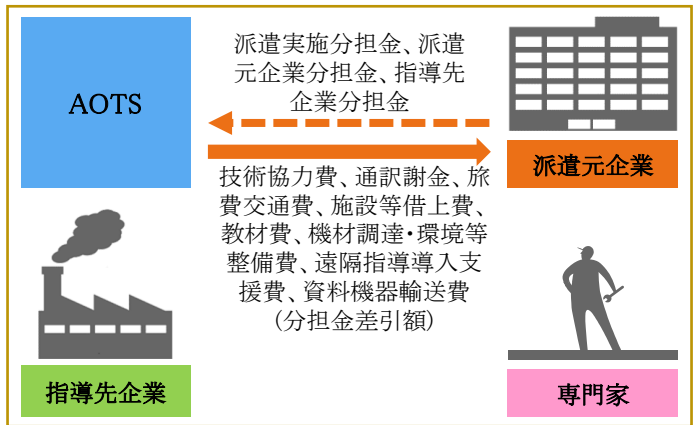 AOTS
派遣実施分担金、派遣
元企業分担金、指導先
企業分担金
派遣元企業
技術協力費、通訳謝金、旅
費交通費、施設等借上費、
教材費、機材調達・環境等
整備費、遠隔指導導入支
援費、資料機器輸送費
(分担金差引額)
指導先企業
専門家